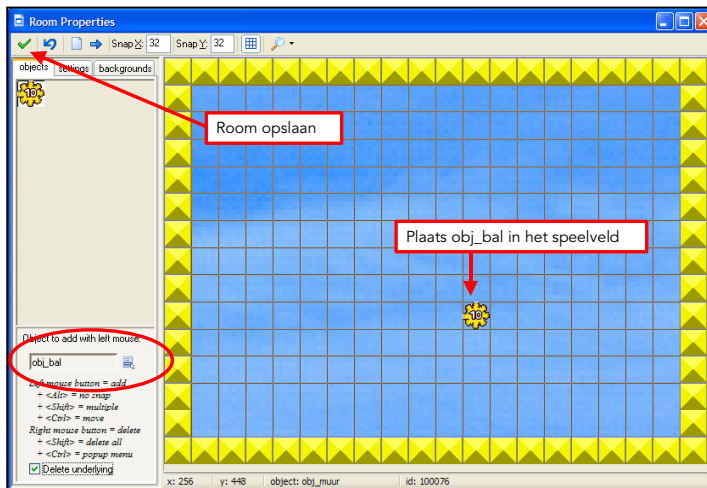 Room Properties
Snap X: 32 Snap Y: 32
objects settings backgrounds
10
Room opslaan
Plaats obj_bal in het speelveld
10
Object to add with left mouse:
obj_bal
Left mouse button = add
+ <Alt> = no snap
+ <Shift> = multiple
+ <Ctrl> = move
Right mouse button = delete
+ <Shift> = delete all
+ <Ctrl> = popup menu
Delete underlying
x: 256 y: 448 object: obj_muur id: 100076